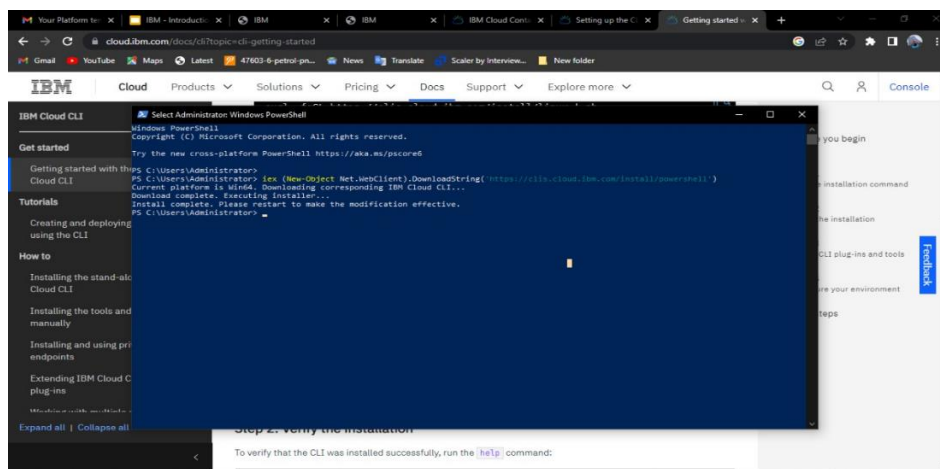 Your Platform ter
IBM - Introductio
IBM
IBM
IBM Cloud Cont
Setting up the C
Getting started w
cloud.ibm.com/docs/cli?topic=cli-getting-started
Gmail YouTube Maps Latest 47603-6-petrol-pn... News Translate Scaler by Interview... New folder
IBM Cloud Products Solutions Pricing Docs Support Explore more Console
IBM Cloud CLI
Get started
Getting started with the
Cloud CLI
Tutorials
Creating and deploying
using the CLI
How to
Installing the stand-alo
Cloud CLI
Installing the tools and
manually
Installing and using pri
endpoints
Extending IBM Cloud C
plug-ins
Working with multiple
Expand all | Collapse all
Select Administrator: Windows PowerShell
Windows PowerShell
Copyright (C) Microsoft Corporation. All rights reserved.
Try the new cross-platform PowerShell https://aka.ms/pscore6
PS C:\Users\Administrator>
PS C:\Users\Administrator> iex (New-Object Net.WebClient).DownloadString('https://clis.cloud.ibm.com/install/powershell')
Current platform is Win64. Downloading corresponding IBM Cloud CLI...
Download complete. Executing installer...
Install complete. Please restart to make the modification effective.
PS C:\Users\Administrator>
you begin
installation command
he installation
CLI plug-ins and tools
re your environment
teps
Feedback
Step 2. Verify the installation
To verify that the CLI was installed successfully, run the help command: